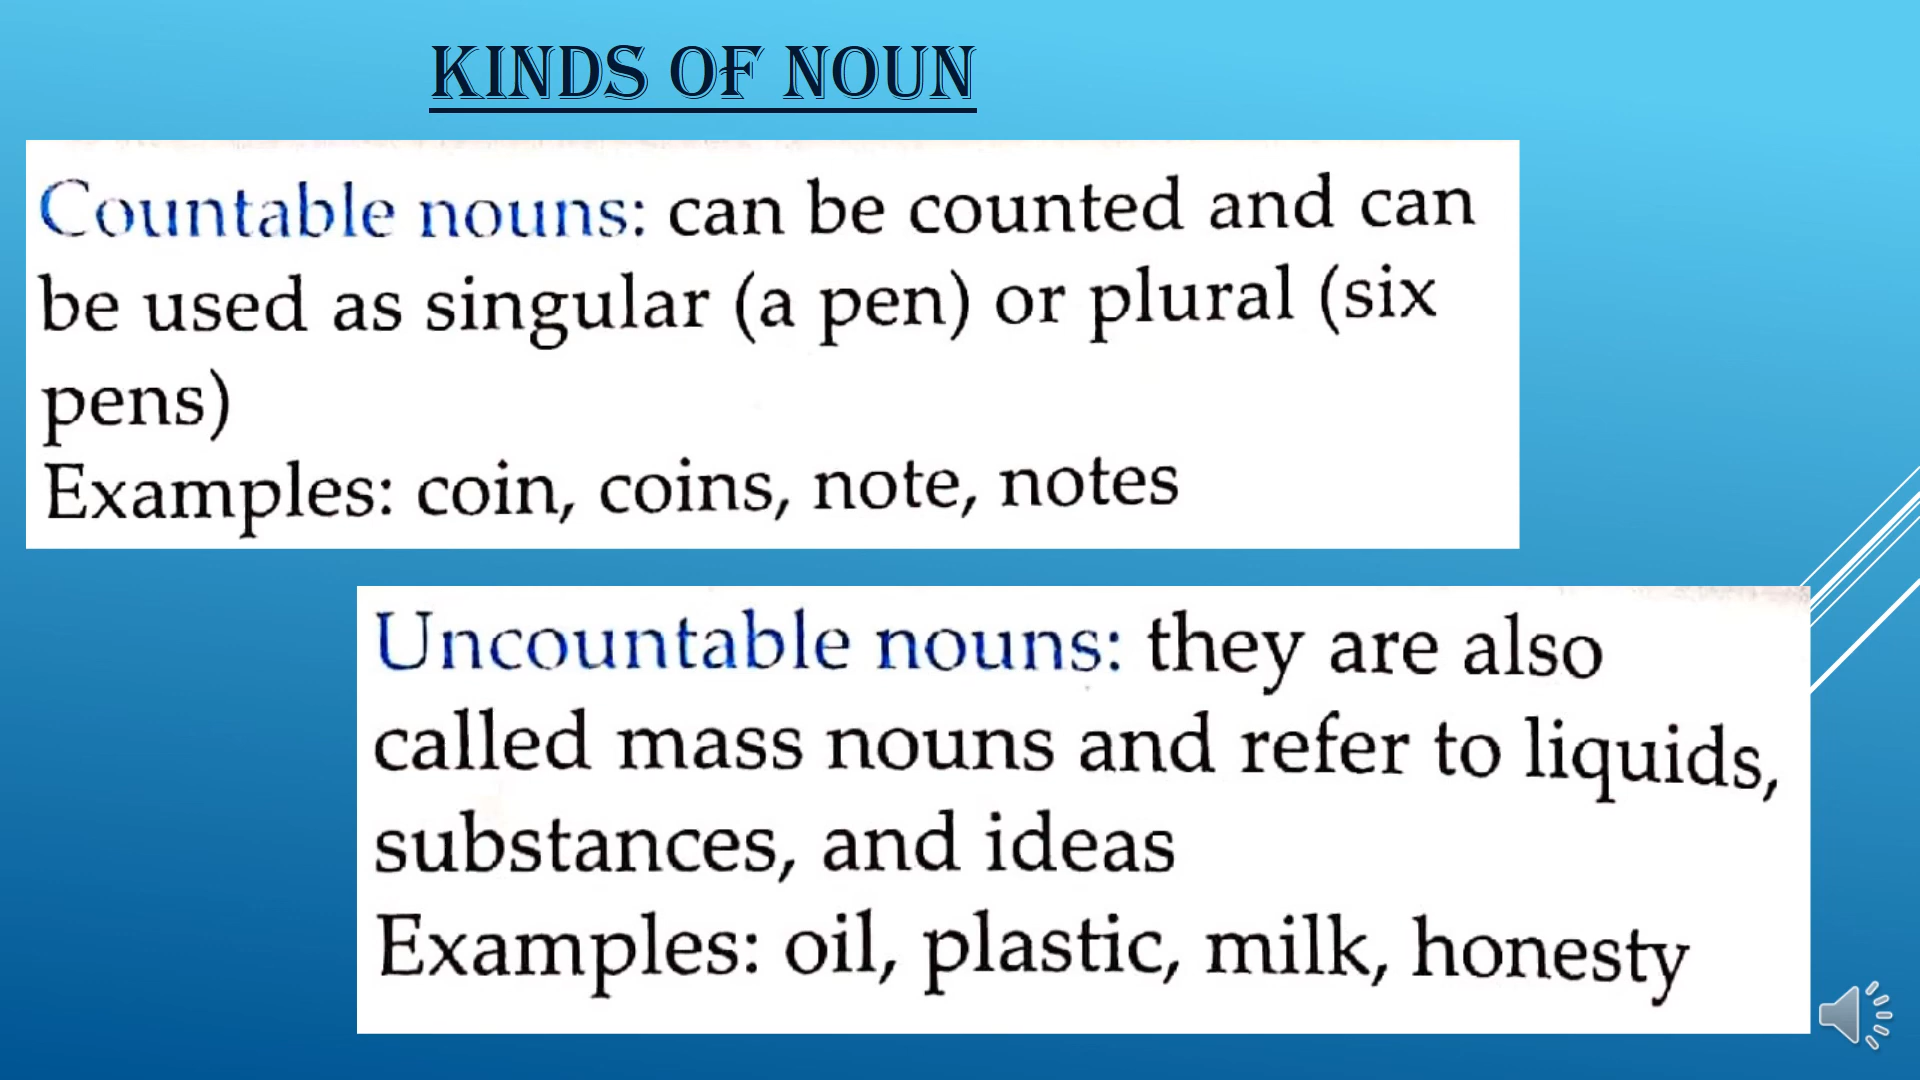 KINDS OF NOUN
Countable nouns: can be counted and can
be used as singular (a pen) or plural (six
pens)
Examples: coin, coins, note, notes
Uncountable nouns: they are also
called mass nouns and refer to liquids,
substances, and ideas
Examples: oil, plastic, milk, honesty